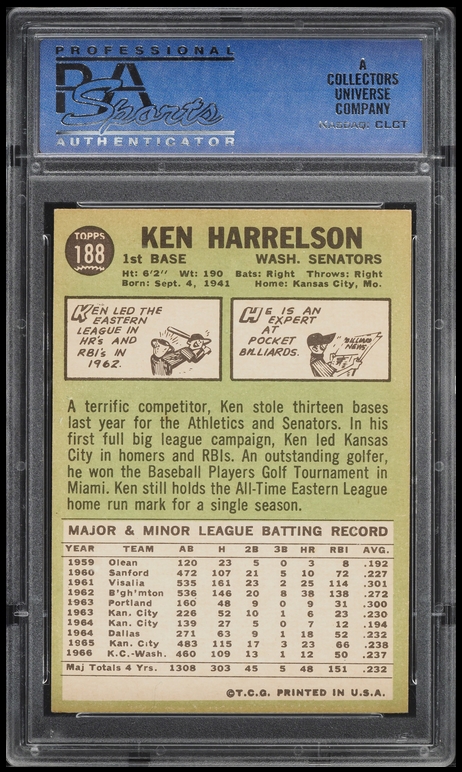 PROFESSIONAL
PSA
Sports
AUTHENTICATOR
A
COLLECTORS
UNIVERSE
COMPANY
NASDAQ: CLCT
TOPPS
188
KEN HARRELSON
1st BASE WASH. SENATORS
Ht: 6'2" Wt: 190 Bats: Right Throws: Right
Born: Sept. 4, 1941 Home: Kansas City, Mo.
KEN LED THE
EASTERN
LEAGUE IN
HR's AND
RBI's IN
1962.
HE IS AN
EXPERT
AT
POCKET
BILLIARDS.
BILLIARD
NEWS
A terrific competitor, Ken stole thirteen bases
last year for the Athletics and Senators. In his
first full big league campaign, Ken led Kansas
City in homers and RBIs. An outstanding golfer,
he won the Baseball Players Golf Tournament in
Miami. Ken still holds the All-Time Eastern League
home run mark for a single season.
MAJOR & MINOR LEAGUE BATTING RECORD
YEAR TEAM AB H 2B 3B HR RBI AVG.
1959 Olean 120 23 5 0 3 8 .192
1960 Sanford 472 107 21 5 10 72 .227
1961 Visalia 535 161 23 2 25 114 .301
1962 B'gh'mton 536 146 20 8 38 138 .272
1963 Portland 160 48 9 0 9 31 .300
1963 Kan. City 226 52 10 1 6 23 .230
1964 Kan. City 139 27 5 0 7 12 .194
1964 Dallas 271 63 9 1 18 52 .232
1965 Kan. City 483 115 17 3 23 66 .238
1966 K.C.-Wash. 460 109 13 1 12 50 .237
Maj Totals 4 Yrs. 1308 303 45 5 48 151 .232
©T.C.G. PRINTED IN U.S.A.